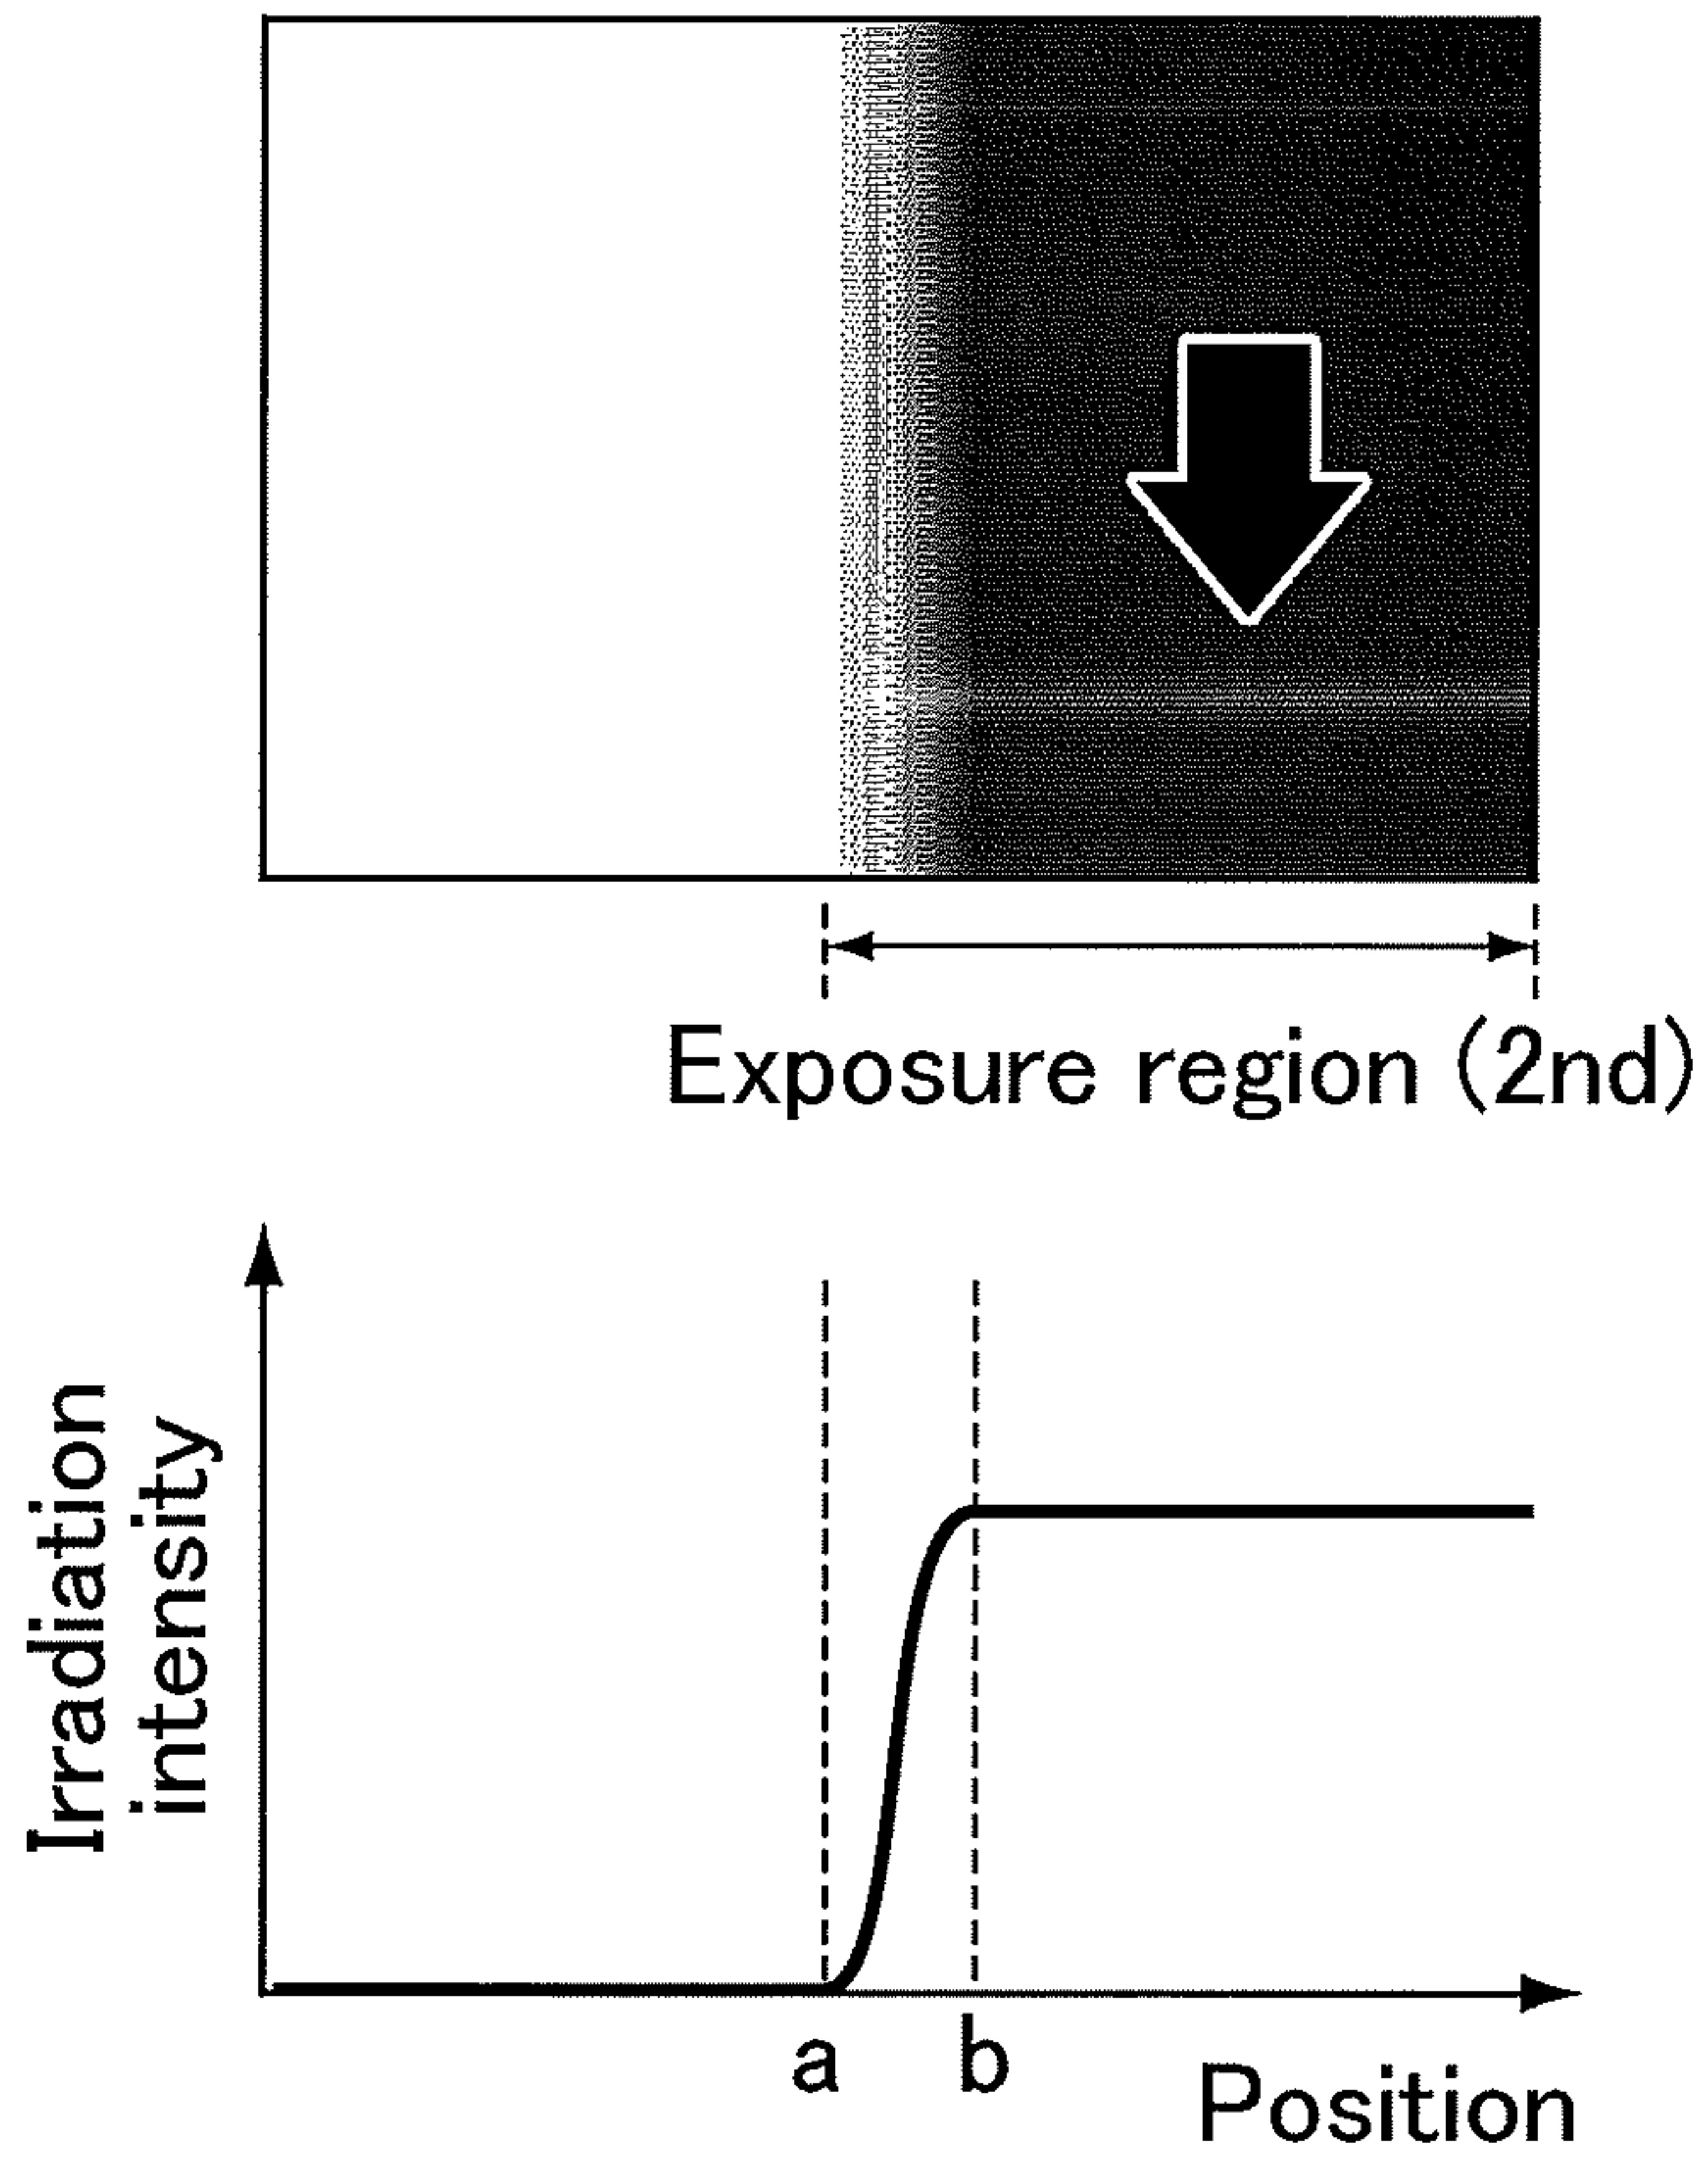 Exposure region (2nd)
Irradiation
intensity
a
b
Position